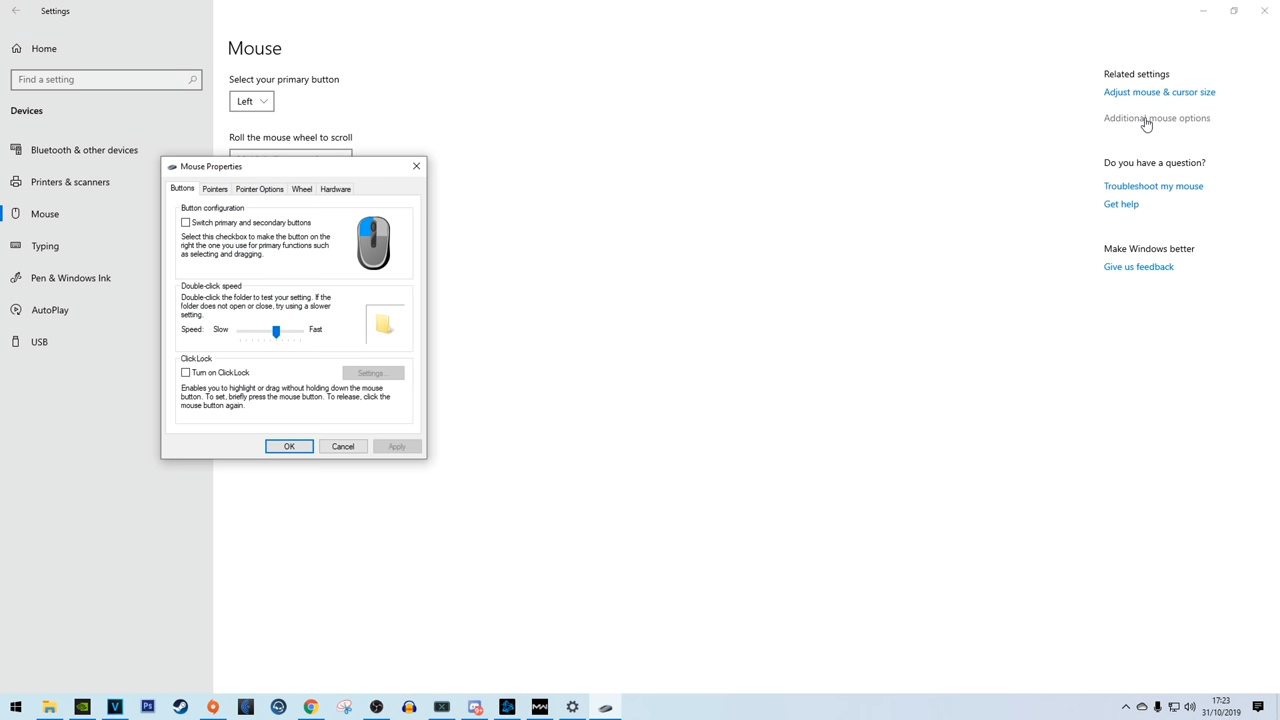 Settings
Home
Find a setting
Devices
Bluetooth & other devices
Printers & scanners
Mouse
Typing
Pen & Windows Ink
AutoPlay
USB
Mouse
Select your primary button
Left
Roll the mouse wheel to scroll
Mouse Properties
Buttons Pointers Pointer Options Wheel Hardware
Button configuration
Switch primary and secondary buttons
Select this checkbox to make the button on the
right the one you use for primary functions such
as selecting and dragging.
Double-click speed
Double-click the folder to test your setting. If the
folder does not open or close, try using a slower
setting.
Speed: Slow Fast
ClickLock
Turn on ClickLock
Settings...
Enables you to highlight or drag without holding down the mouse
button. To set, briefly press the mouse button. To release, click the
mouse button again.
OK Cancel Apply
Related settings
Adjust mouse & cursor size
Additional mouse options
Do you have a question?
Troubleshoot my mouse
Get help
Make Windows better
Give us feedback
V
Ps
MW
17:23
31/10/2019